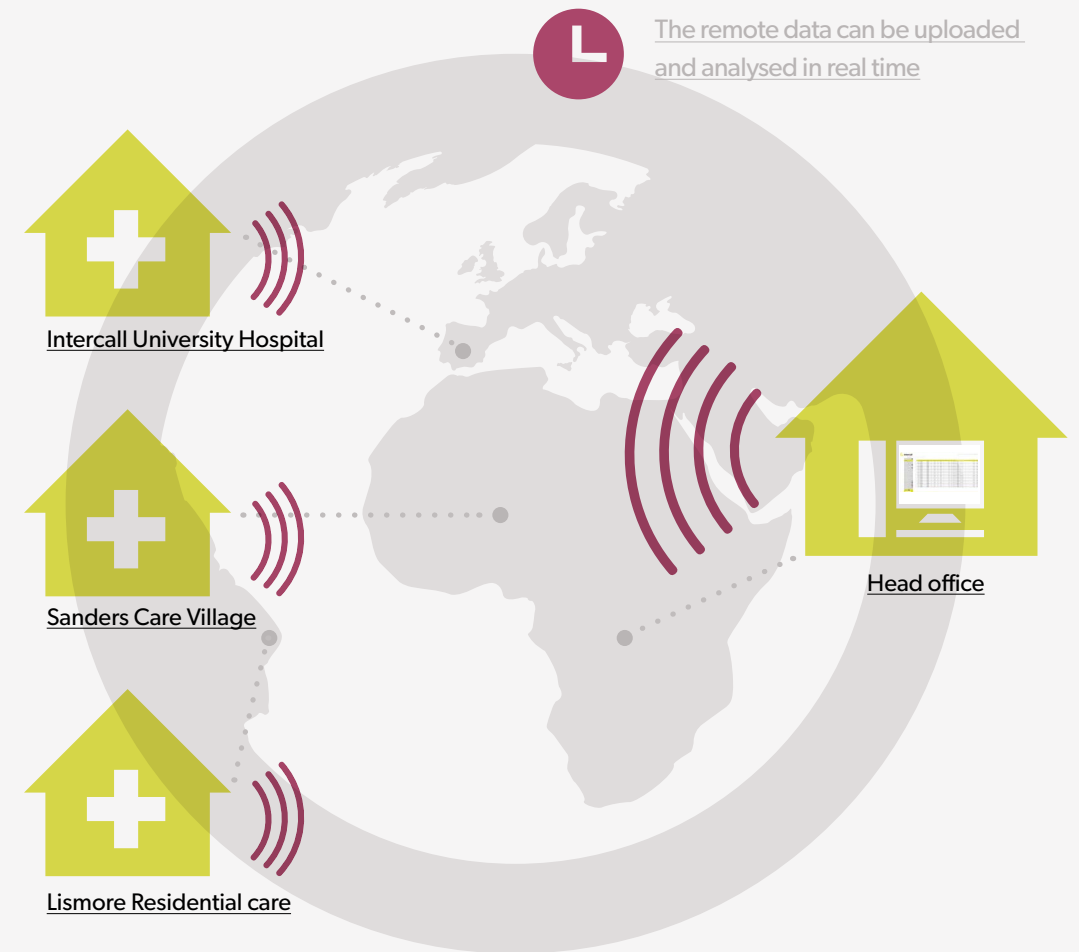 The remote data can be uploaded
and analysed in real time
Intercall University Hospital
Sanders Care Village
Head office
Lismore Residential care